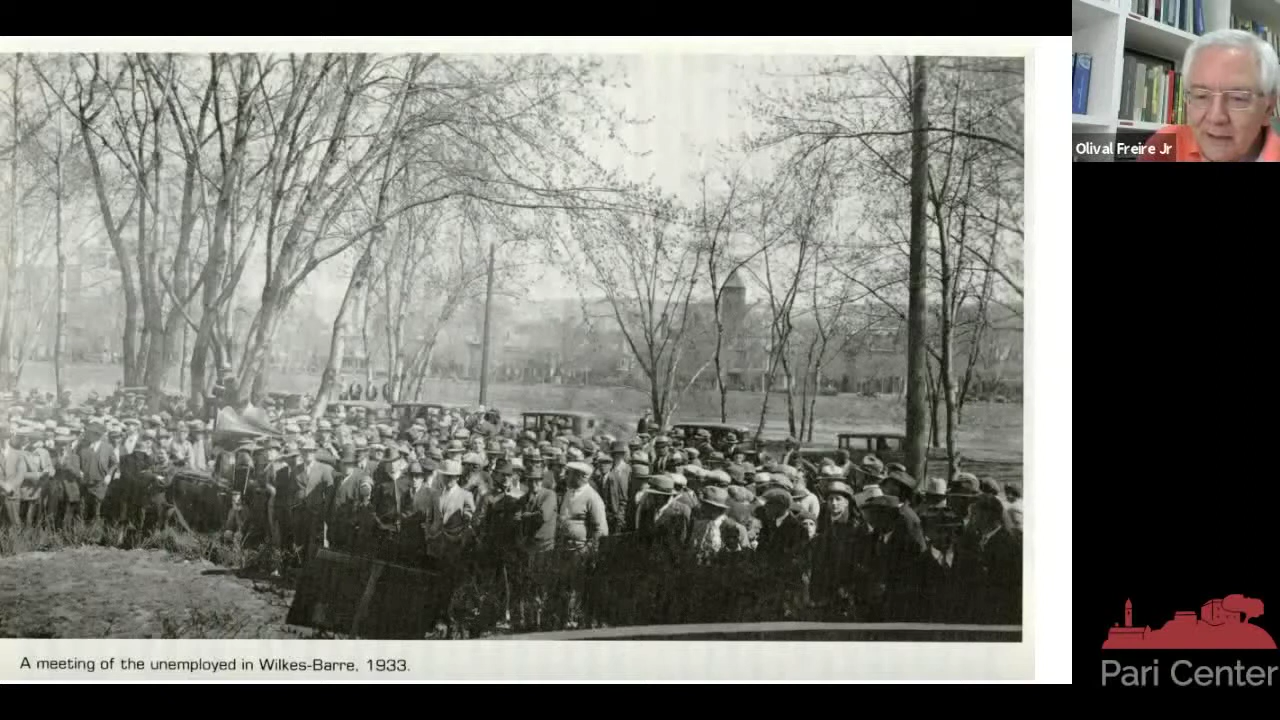 Olival Freire Jr
A meeting of the unemployed in Wilkes-Barre, 1933.
Pari Center